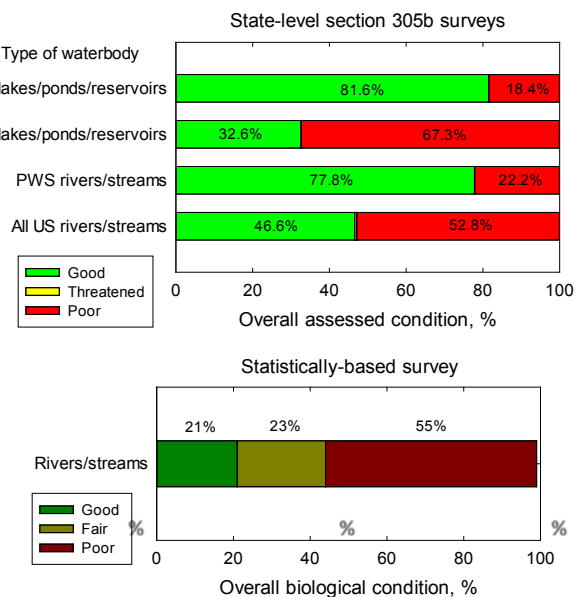 State-level section 305b surveys
Type of waterbody
lakes/ponds/reservoirs
81.6%
18.4%
lakes/ponds/reservoirs
32.6%
67.3%
PWS rivers/streams
77.8%
22.2%
All US rivers/streams
46.6%
52.8%
Good
Threatened
Poor
0 20 40 60 80 100
Overall assessed condition, %
Statistically-based survey
21% 23% 55%
Rivers/streams
Good
Fair
Poor
% % %
0 20 40 60 80 100
Overall biological condition, %